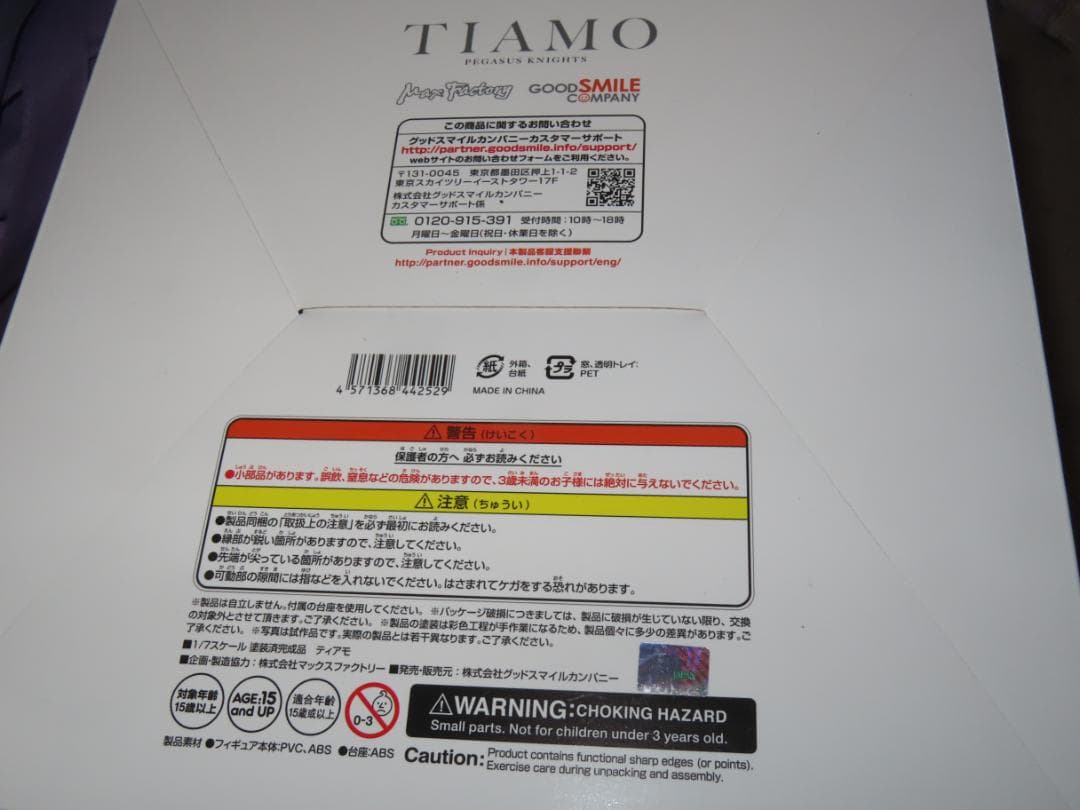 TIAMO
PEGASUS KNIGHTS
Max Factory GOOD SMILE COMPANY
この商品に関するお問い合わせ
グッドスマイルカンパニーカスタマーサポート
http://partner.goodsmile.info/support/
webサイトのお問い合わせフォームをご利用ください。
〒131-0045 東京都墨田区押上1-1-2
東京スカイツリーイーストタワー17F
株式会社グッドスマイルカンパニー
カスタマーサポート係
0120-915-391 受付時間:10時〜18時
月曜日〜金曜日(祝日・休業日を除く)
Product Inquiry | 本製品客服支援聯繫
http://partner.goodsmile.info/support/eng/
4 571368 442529
紙 外箱、台紙
プラ 窓、透明トレイ:PET
MADE IN CHINA
⚠警告(けいこく)
保護者の方へ 必ずお読みください
●小部品があります。誤飲、窒息などの危険がありますので、3歳未満のお子様には絶対に与えないでください。
⚠注意(ちゅうい)
●製品同梱の「取扱上の注意」を必ず最初にお読みください。
●縁部が鋭い箇所がありますので、注意してください。
●先端が尖っている箇所がありますので、注意してください。
●可動部の隙間には指などを入れないでください。はさまれてケガをする恐れがあります。
※製品は自立しません。付属の台座を使用してください。 ※パッケージ破損につきましては、製品に破損が生じていない限り、交換
の対象外とさせて頂きます。ご了承ください。 ※製品の塗装は彩色工程が手作業になるため、製品個々に多少の差異があります。ご
了承ください。 ※写真は試作品です。実際の製品とは若干異なります。ご了承ください。
■1/7スケール 塗装済完成品 ティアモ
■企画・製造協力:株式会社マックスファクトリー ■発売・販売元:株式会社グッドスマイルカンパニー
対象年齢 15歳以上
AGE:15 and UP
適合年齢 15歳或以上
0-3
⚠WARNING:CHOKING HAZARD
Small parts. Not for children under 3 years old.
製品素材 ●フィギュア本体:PVC、ABS ●台座:ABS
Caution: Product contains functional sharp edges (or points).
Exercise care during unpacking and assembly.